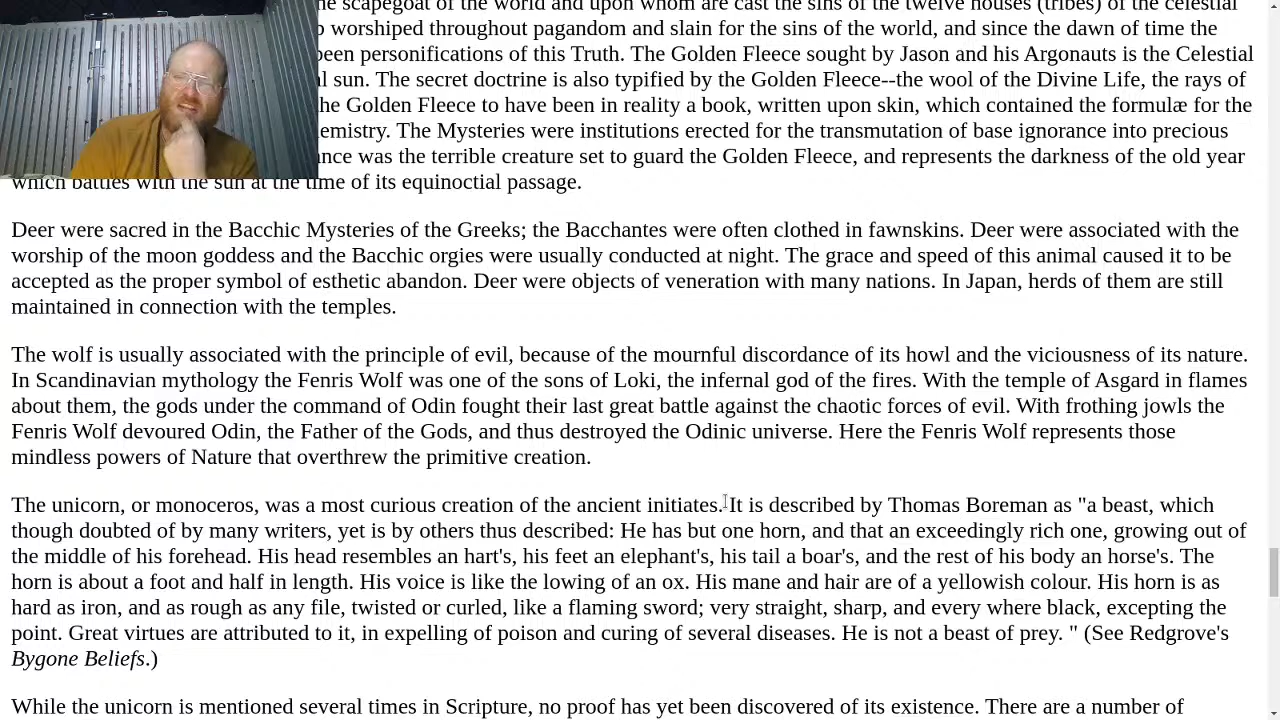 he scapegoat of the world and upon whom are cast the sins of the twelve houses (tribes) of the celestial
worshiped throughout pagandom and slain for the sins of the world, and since the dawn of time the
been personifications of this Truth. The Golden Fleece sought by Jason and his Argonauts is the Celestial
sun. The secret doctrine is also typified by the Golden Fleece--the wool of the Divine Life, the rays of
he Golden Fleece to have been in reality a book, written upon skin, which contained the formulæ for the
emistry. The Mysteries were institutions erected for the transmutation of base ignorance into precious
nce was the terrible creature set to guard the Golden Fleece, and represents the darkness of the old year
which battles with the sun at the time of its equinoctial passage.
Deer were sacred in the Bacchic Mysteries of the Greeks; the Bacchantes were often clothed in fawnskins. Deer were associated with the
worship of the moon goddess and the Bacchic orgies were usually conducted at night. The grace and speed of this animal caused it to be
accepted as the proper symbol of esthetic abandon. Deer were objects of veneration with many nations. In Japan, herds of them are still
maintained in connection with the temples.
The wolf is usually associated with the principle of evil, because of the mournful discordance of its howl and the viciousness of its nature.
In Scandinavian mythology the Fenris Wolf was one of the sons of Loki, the infernal god of the fires. With the temple of Asgard in flames
about them, the gods under the command of Odin fought their last great battle against the chaotic forces of evil. With frothing jowls the
Fenris Wolf devoured Odin, the Father of the Gods, and thus destroyed the Odinic universe. Here the Fenris Wolf represents those
mindless powers of Nature that overthrew the primitive creation.
The unicorn, or monoceros, was a most curious creation of the ancient initiates. It is described by Thomas Boreman as "a beast, which
though doubted of by many writers, yet is by others thus described: He has but one horn, and that an exceedingly rich one, growing out of
the middle of his forehead. His head resembles an hart's, his feet an elephant's, his tail a boar's, and the rest of his body an horse's. The
horn is about a foot and half in length. His voice is like the lowing of an ox. His mane and hair are of a yellowish colour. His horn is as
hard as iron, and as rough as any file, twisted or curled, like a flaming sword; very straight, sharp, and every where black, excepting the
point. Great virtues are attributed to it, in expelling of poison and curing of several diseases. He is not a beast of prey. " (See Redgrove's
Bygone Beliefs.)
While the unicorn is mentioned several times in Scripture, no proof has yet been discovered of its existence. There are a number of